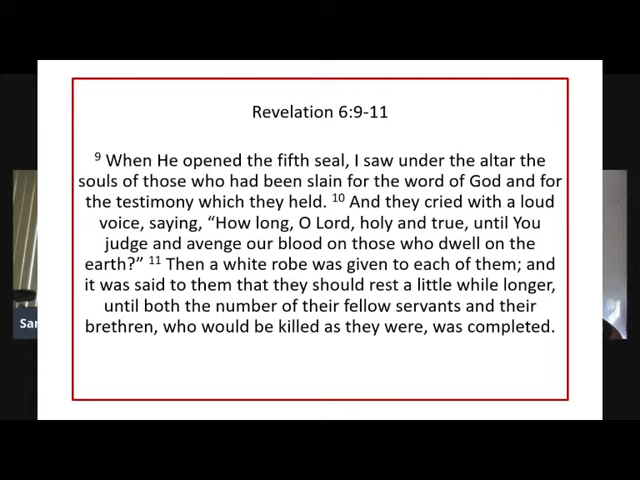 Revelation 6:9-11
9 When He opened the fifth seal, I saw under the altar the
souls of those who had been slain for the word of God and for
the testimony which they held. 10 And they cried with a loud
voice, saying, “How long, O Lord, holy and true, until You
judge and avenge our blood on those who dwell on the
earth?” 11 Then a white robe was given to each of them; and
it was said to them that they should rest a little while longer,
until both the number of their fellow servants and their
brethren, who would be killed as they were, was completed.